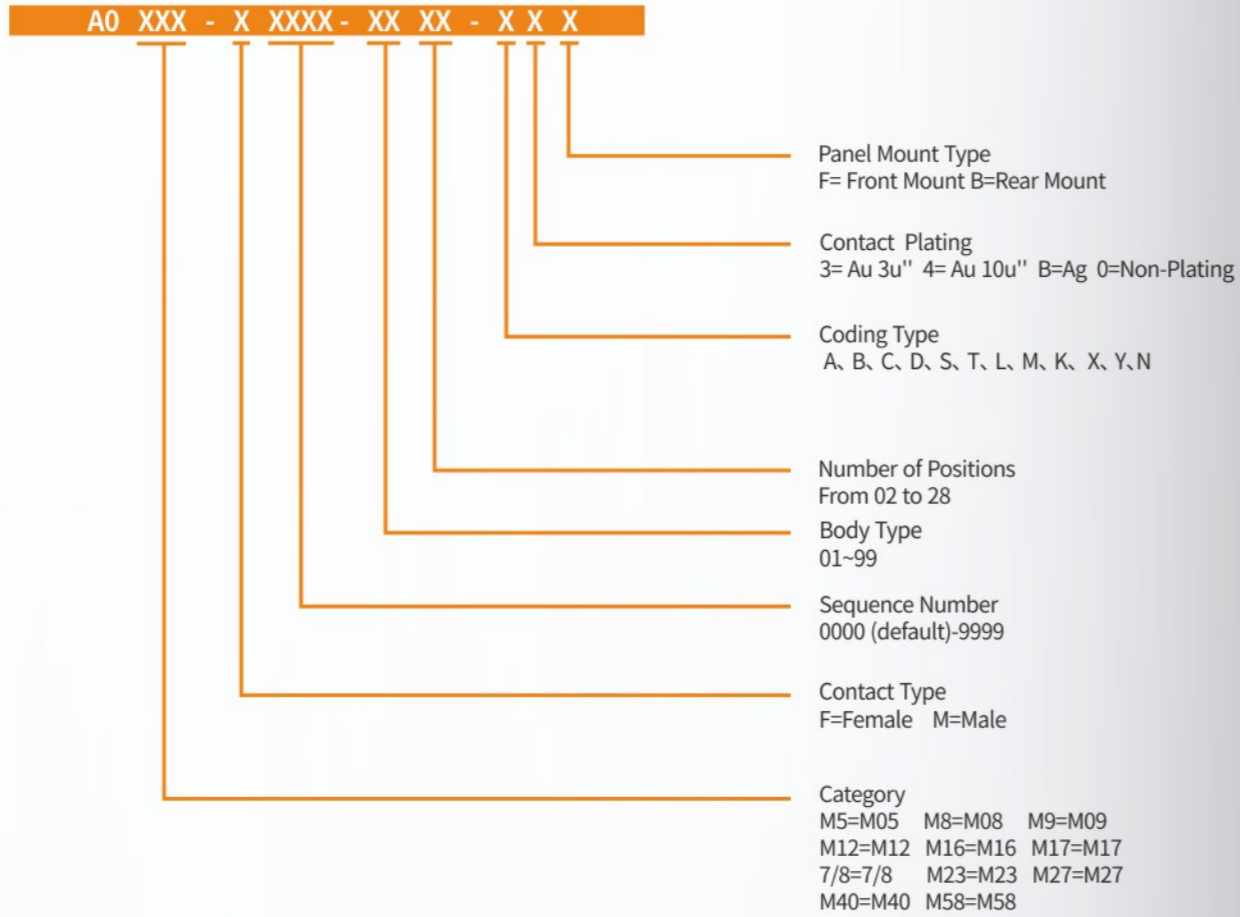 A0 XXX - X XXXX - XX XX - X X X
Panel Mount Type
F= Front Mount B=Rear Mount
Contact Plating
3= Au 3u'' 4= Au 10u'' B=Ag 0=Non-Plating
Coding Type
A、B、C、D、S、T、L、M、K、X、Y、N
Number of Positions
From 02 to 28
Body Type
01~99
Sequence Number
0000 (default)-9999
Contact Type
F=Female M=Male
Category
M5=M05 M8=M08 M9=M09
M12=M12 M16=M16 M17=M17
7/8=7/8 M23=M23 M27=M27
M40=M40 M58=M58